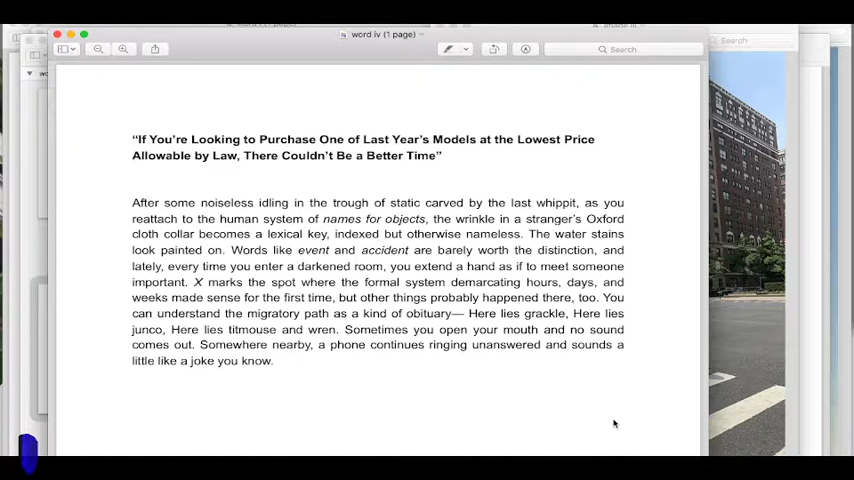 word iv (1 page)
Search
Search
“If You’re Looking to Purchase One of Last Year’s Models at the Lowest Price
Allowable by Law, There Couldn’t Be a Better Time”
After some noiseless idling in the trough of static carved by the last whippit, as you
reattach to the human system of names for objects, the wrinkle in a stranger’s Oxford
cloth collar becomes a lexical key, indexed but otherwise nameless. The water stains
look painted on. Words like event and accident are barely worth the distinction, and
lately, every time you enter a darkened room, you extend a hand as if to meet someone
important. X marks the spot where the formal system demarcating hours, days, and
weeks made sense for the first time, but other things probably happened there, too. You
can understand the migratory path as a kind of obituary— Here lies grackle, Here lies
junco, Here lies titmouse and wren. Sometimes you open your mouth and no sound
comes out. Somewhere nearby, a phone continues ringing unanswered and sounds a
little like a joke you know.